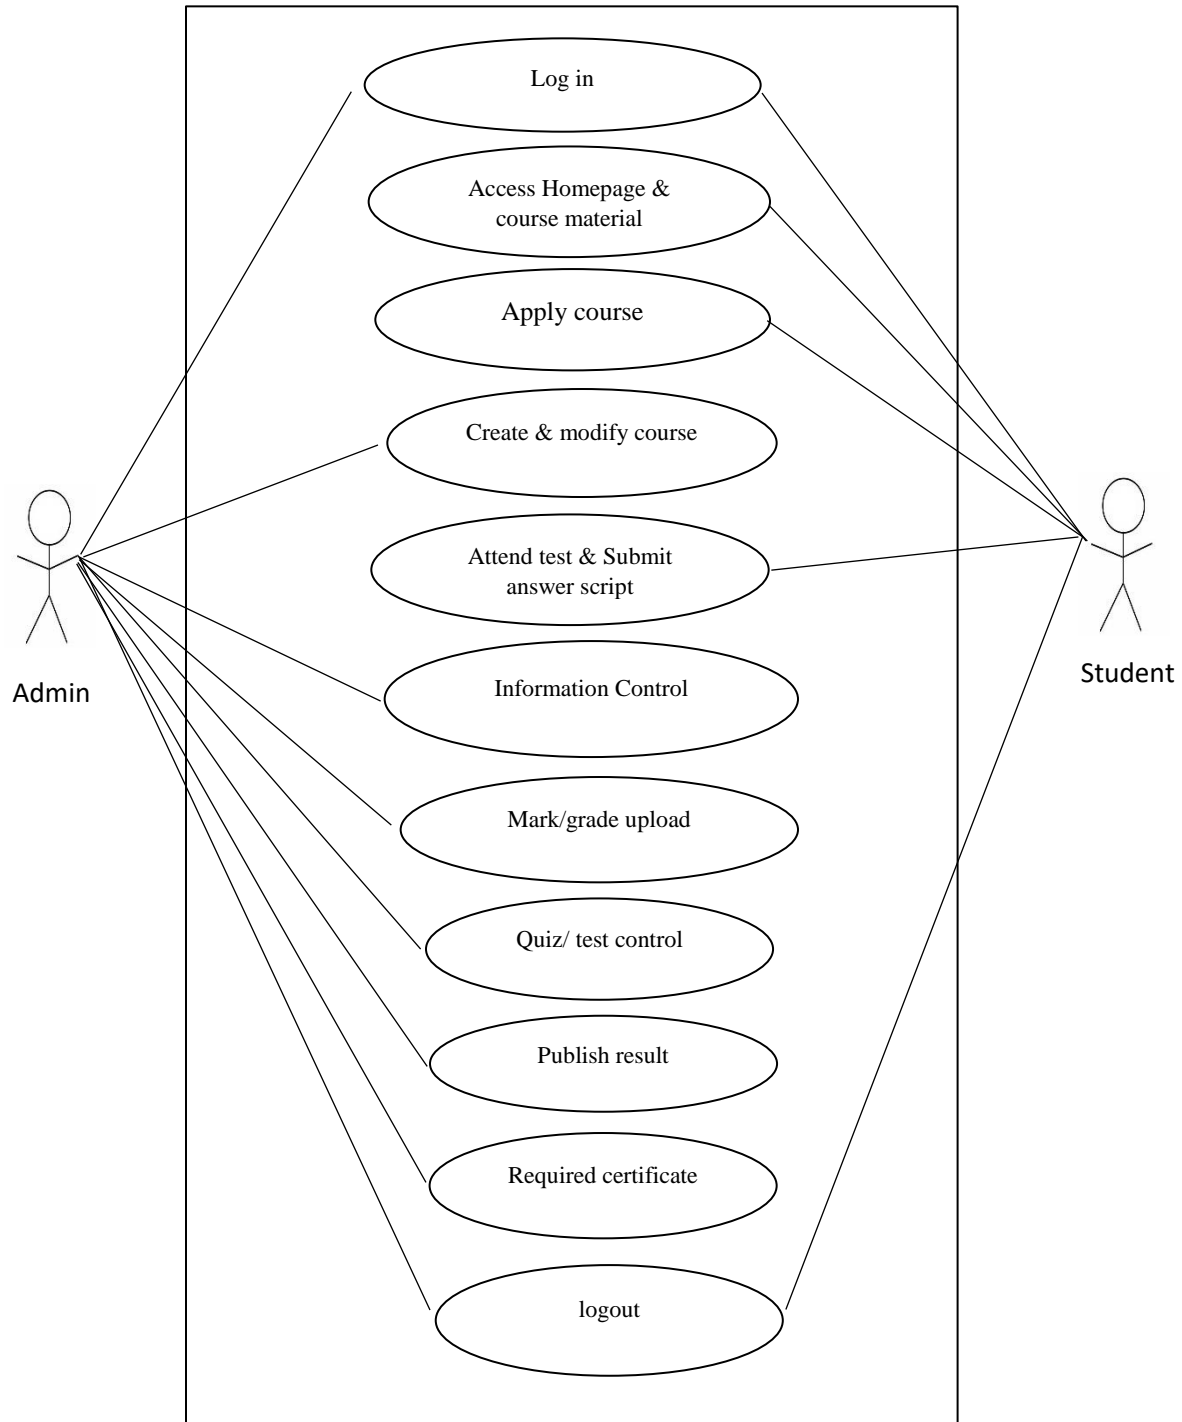 Log in
Access Homepage &
course material
Apply course
Create & modify course
Attend test & Submit
answer script
Information Control
Admin
Student
Mark/grade upload
Quiz/ test control
Publish result
Required certificate
logout